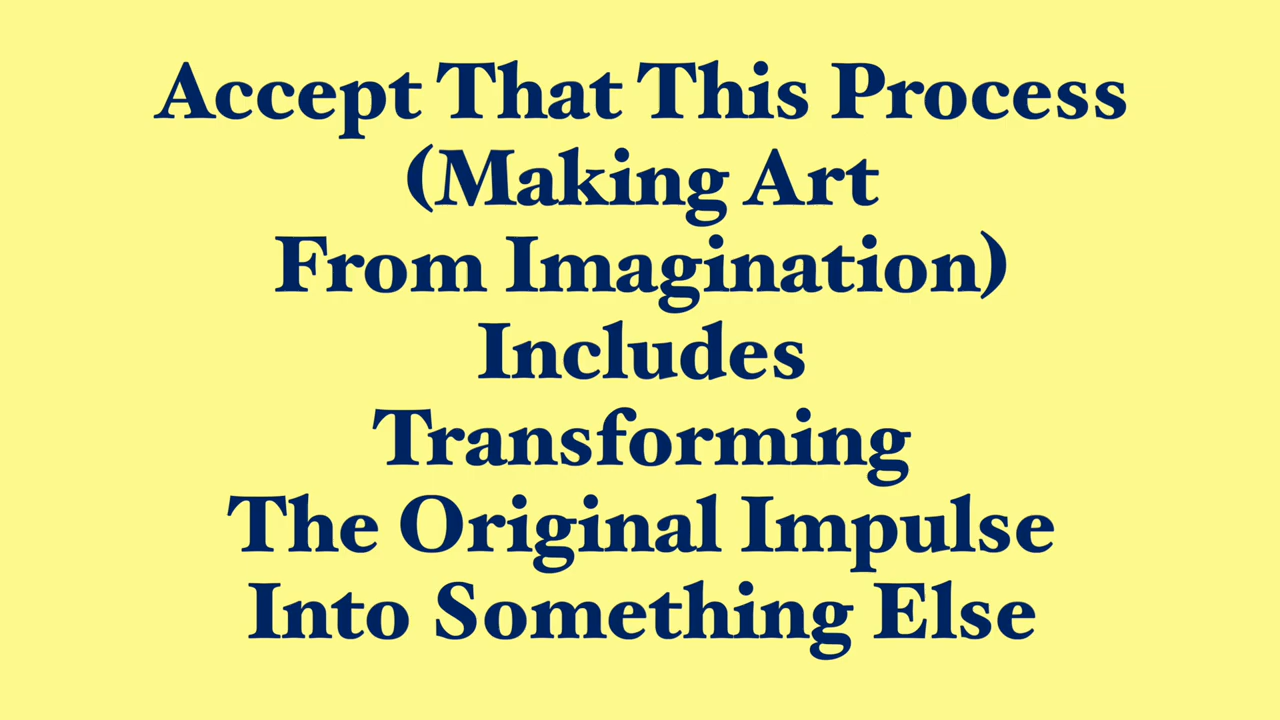 Accept That This Process
(Making Art
From Imagination)
Includes
Transforming
The Original Impulse
Into Something Else